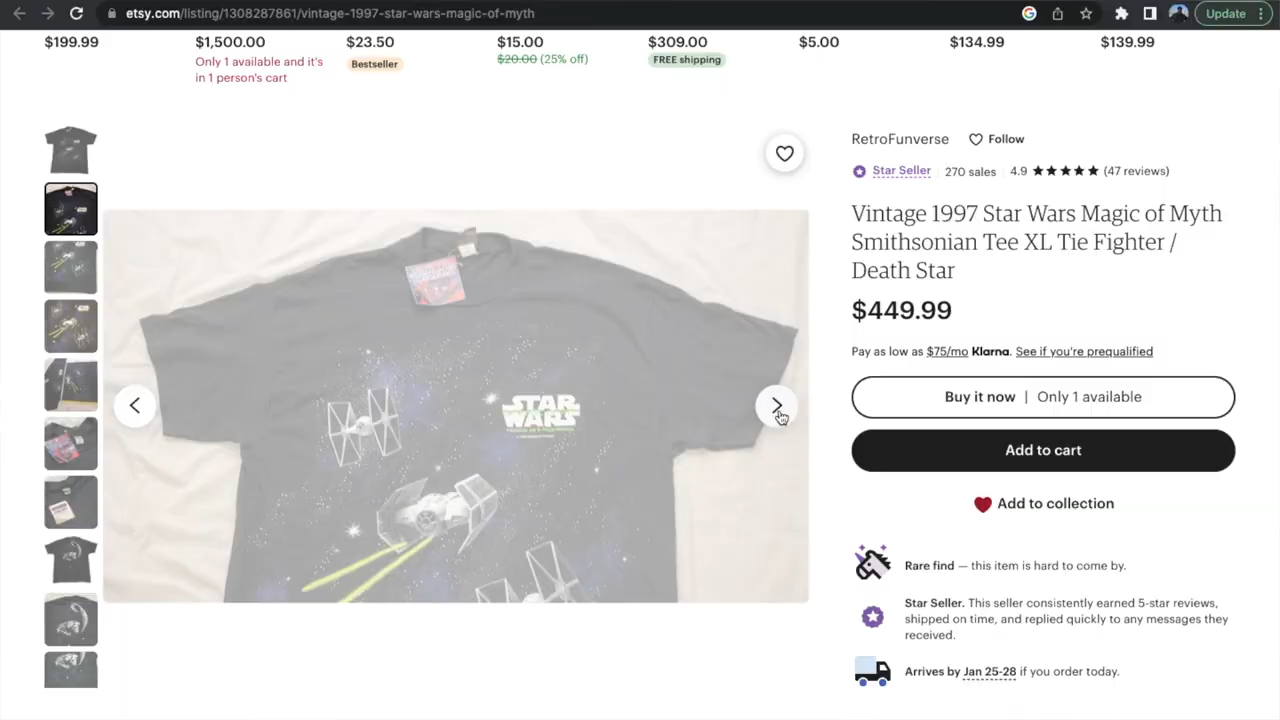 etsy.com/listing/1308287861/vintage-1997-star-wars-magic-of-myth
Update
$199.99
$1,500.00
$23.50
$15.00
$309.00
$5.00
$134.99
$139.99
Only 1 available and it's
in 1 person's cart
Bestseller
$20.00 (25% off)
FREE shipping
RetroFunverse
Follow
Star Seller
270 sales
4.9
(47 reviews)
Vintage 1997 Star Wars Magic of Myth
Smithsonian Tee XL Tie Fighter /
Death Star
$449.99
Pay as low as $75/mo Klarna. See if you're prequalified
Buy it now | Only 1 available
Add to cart
Add to collection
Rare find — this item is hard to come by.
Star Seller. This seller consistently earned 5-star reviews,
shipped on time, and replied quickly to any messages they
received.
Arrives by Jan 25-28 if you order today.
STAR
WARS